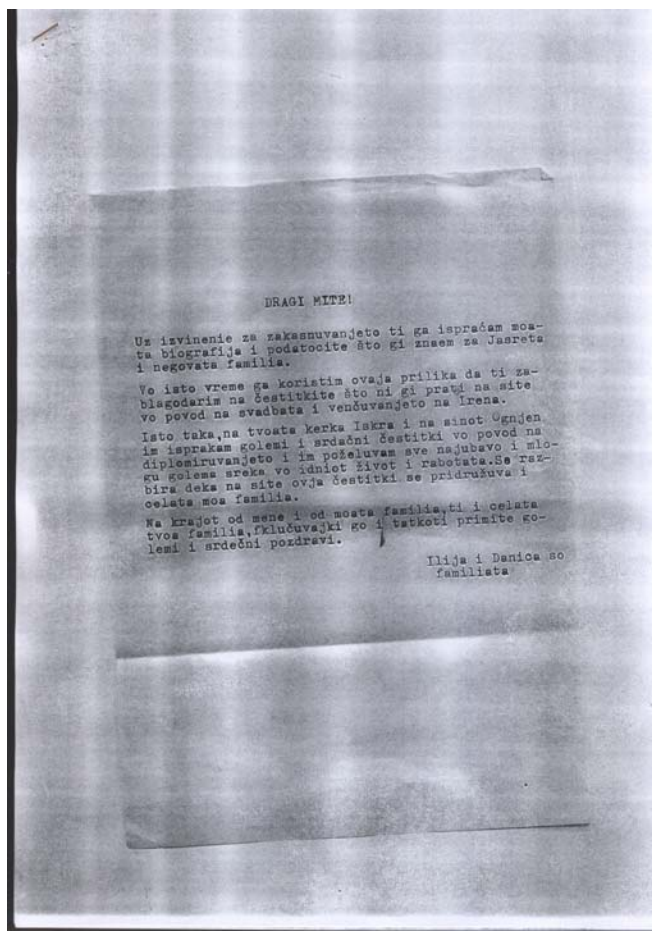 DRAGI MITE!
Uz izvinenie za zakasnuvanjeto ti ga ispraćam moa-
ta biografija i podatocite što gi znaem za Jasreta
i negovata familia.
Vo isto vreme ga koristim ovaja prilika da ti za-
blagodarim na čestitkite što ni gi prati na site
vo povod na svadbata i venčuvanjeto na Irena.
Isto taka,na tvoata kerka Iskra i na sinot Ognjen
im isprakam golemi i srdačni čestitki vo povod na
diplomiruvanjeto i im poželuvam sve najubavo i mlo-
gu golema sreka vo idniot život i rabotata.Se raz-
bira deka na site ovja čestitki se pridružuva i
celata moa familia.
Na krajot od mene i od moata familia,ti i celata
tvoa familia,fklučuvajki go i tatkoti primite go-
lemi i srdečni pozdravi.
Ilija i Danica so
familiata